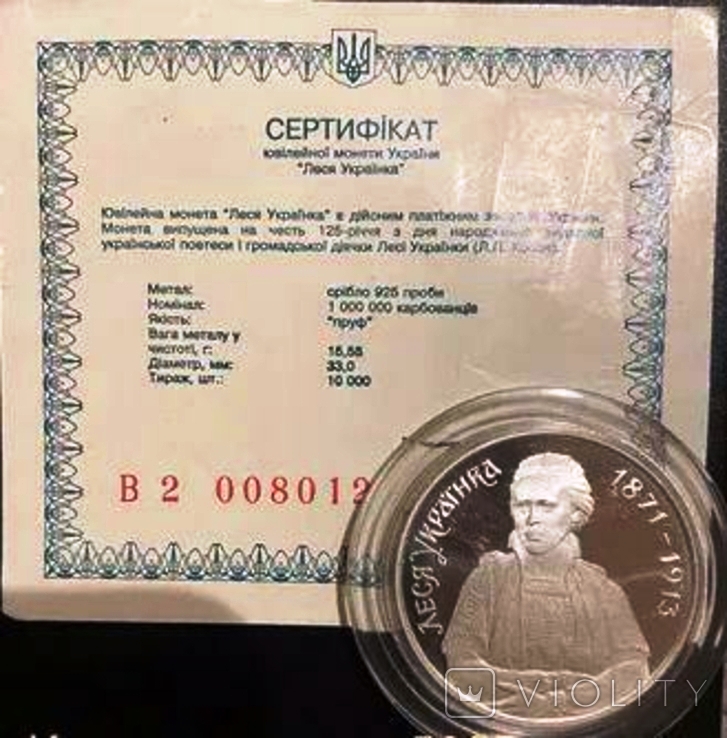 СЕРТИФІКАТ
ювілейної монети України
"Леся Українка"
Ювілейна монета "Леся Українка" є дійсним платіжним України.
Монета випущена на честь 125-річчя з дня народження
української поетеси і громадської діячки Лесі Українки (Л.П.
Метал: срібло 925 проби
Номінал: 1 000 000 карбованців
Якість: "пруф"
Вага металу у
чистоті, г: 15,55
Діаметр, мм: 33,0
Тираж, шт.: 10 000
В 2 008012
ЛЕСЯ УКРАЇНКА
1871-1913
VIOLITY